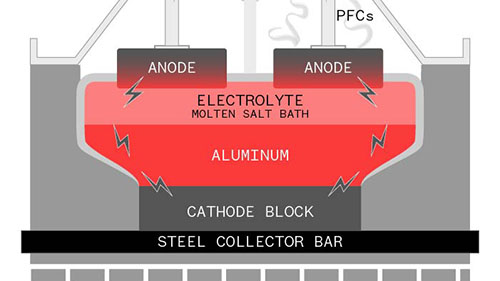 PFCs
ANODE
ANODE
ELECTROLYTE
MOLTEN SALT BATH
ALUMINUM
CATHODE BLOCK
STEEL COLLECTOR BAR